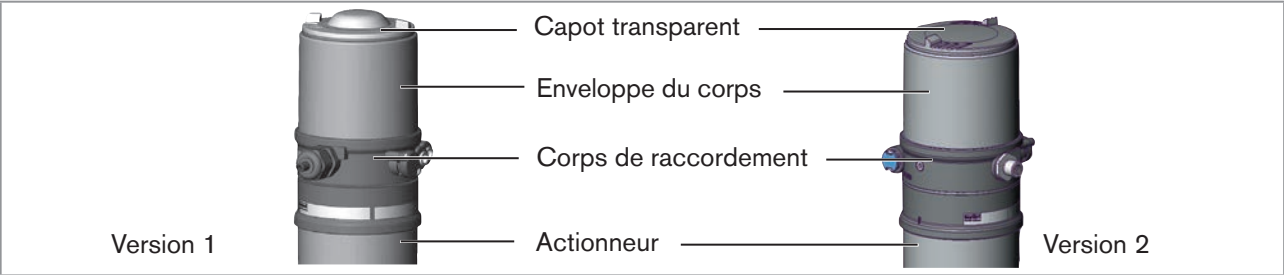 Capot transparent
Enveloppe du corps
Corps de raccordement
Version 1
Actionneur
Version 2